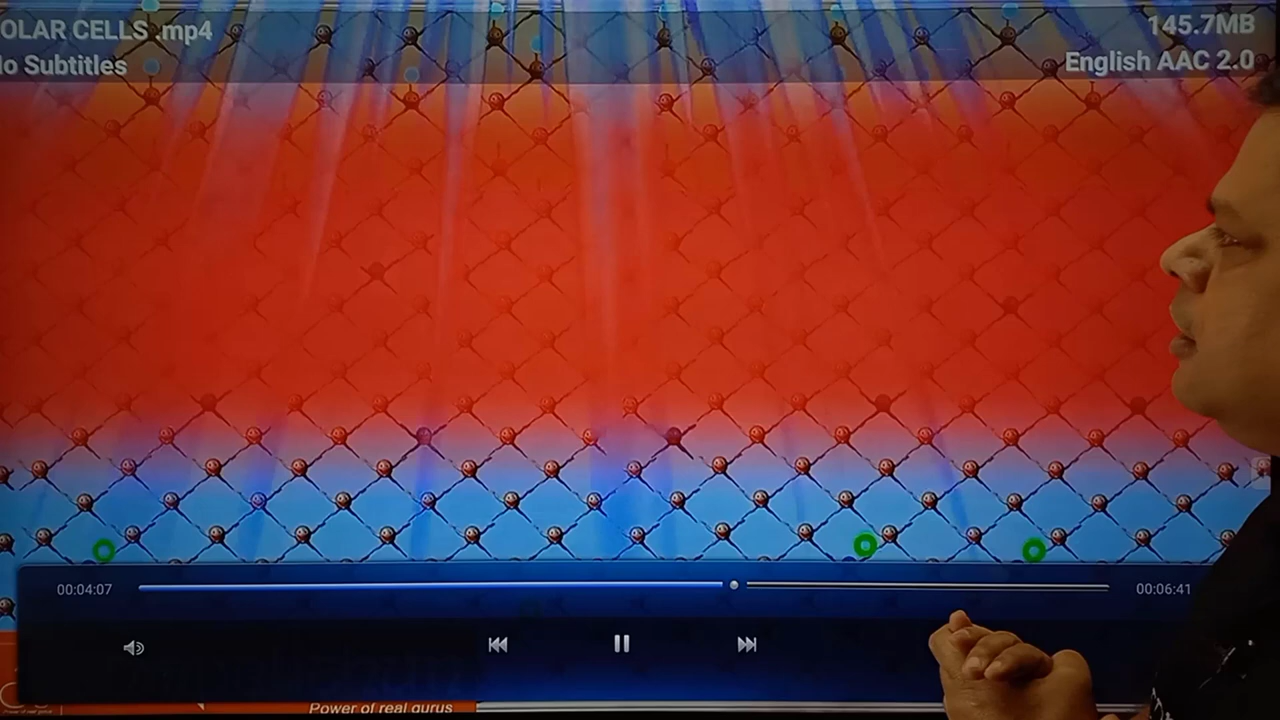 OLAR CELLS .mp4
145.7MB
lo Subtitles
English AAC 2.0
00:04:07
00:06:41
Power of real gurus